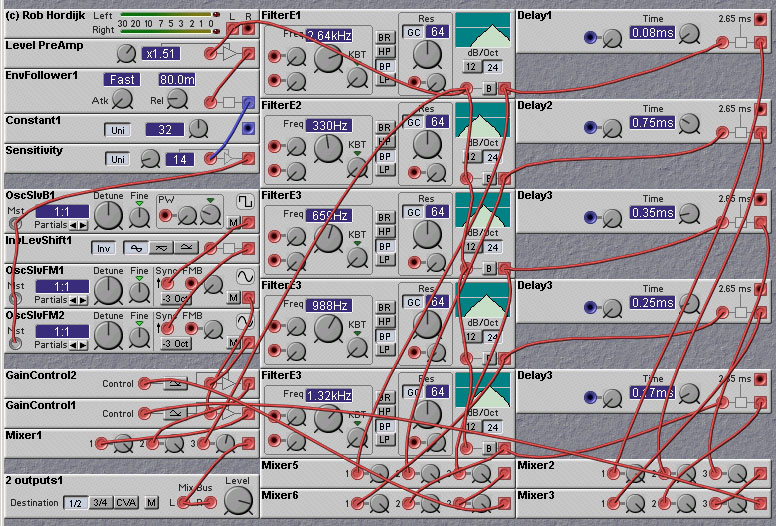 (c) Rob Hordijk
Left
30 20 10 7 5 3 2 1 0
Right
L R
Level PreAmp
x1.51
EnvFollower1
Fast
80.0m
Atk
Rel
Constant1
Uni
32
Sensitivity
Uni
14
OscSlvB1
Detune
Fine
PW
Mst
1:1
Partials
M
InvLevShift1
Inv
OscSlvFM1
Detune
Fine
Sync
FMB
Mst
1:1
Partials
-3 Oct
M
OscSlvFM2
Detune
Fine
Sync
FMB
Mst
1:1
Partials
-3 Oct
M
GainControl2
Control
GainControl1
Control
Mixer1
1
2
3
2 outputs1
Mix Bus
Level
Destination
1/2
3/4
CVA
M
L
R
FilterE1
Freq
2.64kHz
KBT
BR
HP
BP
LP
Res
GC
64
dB/Oct
12
24
B
FilterE2
Freq
330Hz
KBT
BR
HP
BP
LP
Res
GC
64
dB/Oct
12
24
B
FilterE3
Freq
659Hz
KBT
BR
HP
BP
LP
Res
GC
64
dB/Oct
12
24
B
FilterE3
Freq
988Hz
KBT
BR
HP
BP
LP
Res
GC
64
dB/Oct
12
24
B
FilterE3
Freq
1.32kHz
KBT
BR
HP
BP
LP
Res
GC
64
dB/Oct
12
24
B
Mixer5
1
2
3
Mixer6
1
2
3
Delay1
Time
0.08ms
2.65 ms
Delay2
Time
0.75ms
2.65 ms
Delay3
Time
0.35ms
2.65 ms
Delay3
Time
0.25ms
2.65 ms
Delay3
Time
0.17ms
2.65 ms
Mixer2
1
2
3
Mixer3
1
2
3